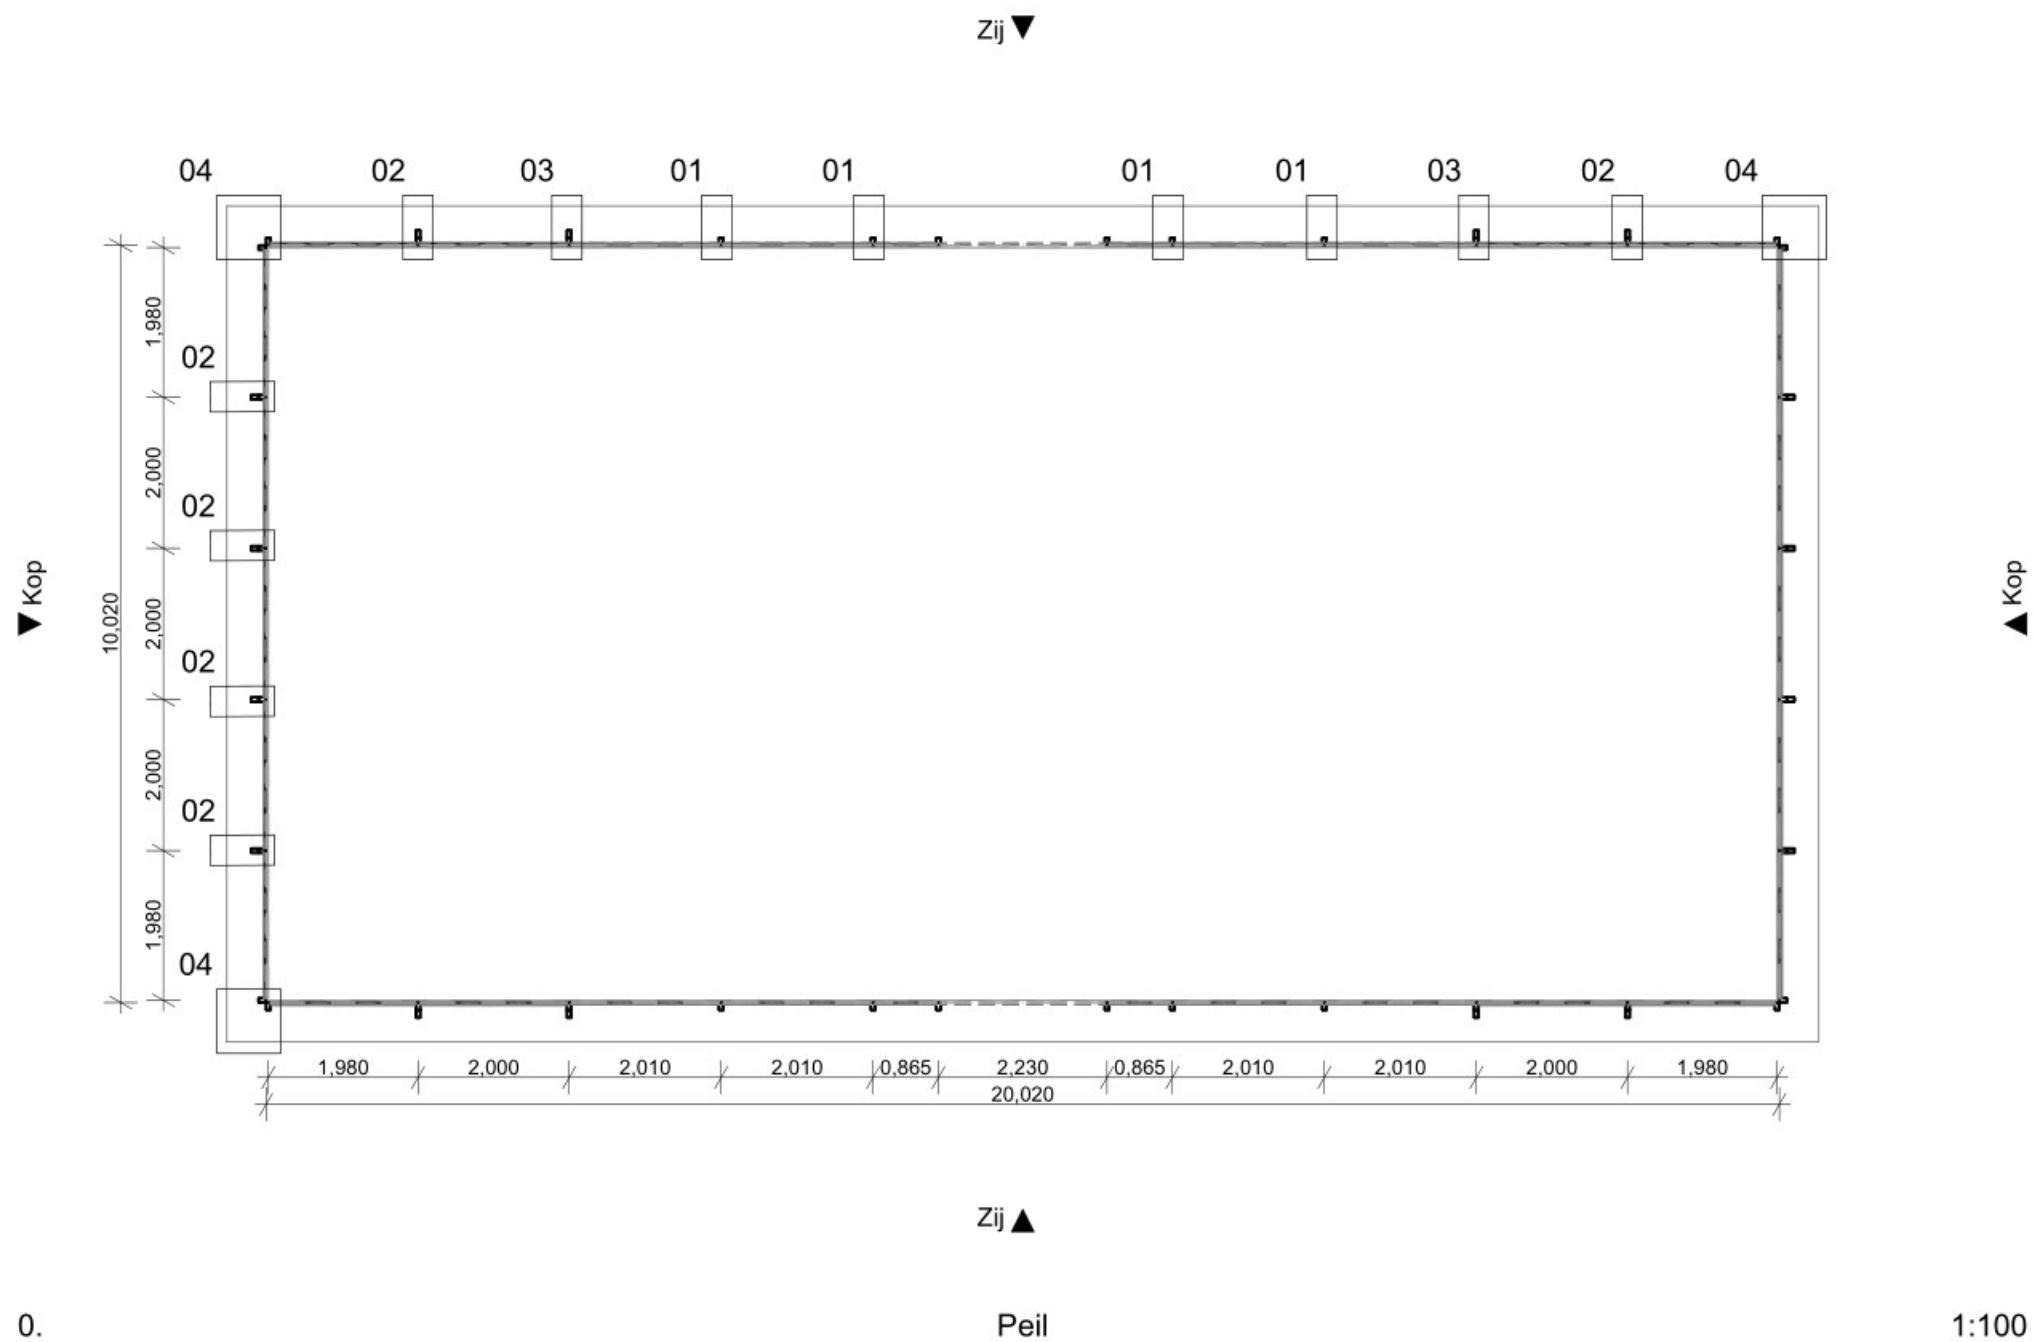 Zij ▼
04 02 03 01 01 01 01 03 02 04
1,980
02
2,000
02
▼ Kop
10,020
2,000
02
2,000
02
1,980
04
▲ Kop
1,980 2,000 2,010 2,010 0,865 2,230 0,865 2,010 2,010 2,000 1,980
20,020
Zij ▲
0. Peil 1:100